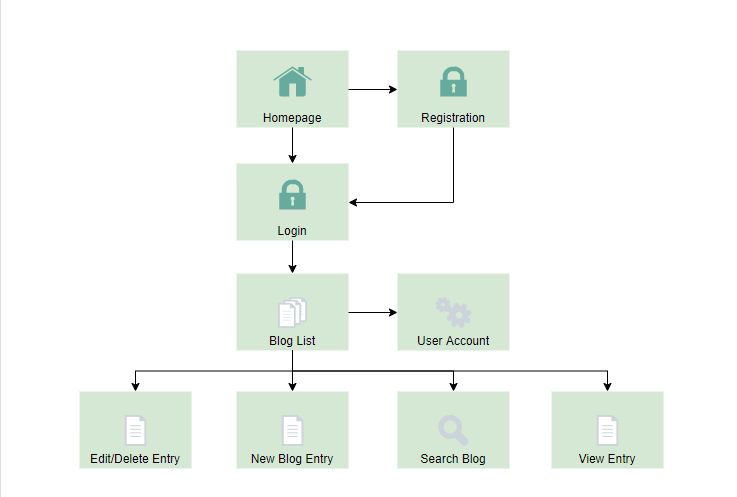 Homepage
Registration
Login
Blog List
User Account
Edit/Delete Entry
New Blog Entry
Search Blog
View Entry